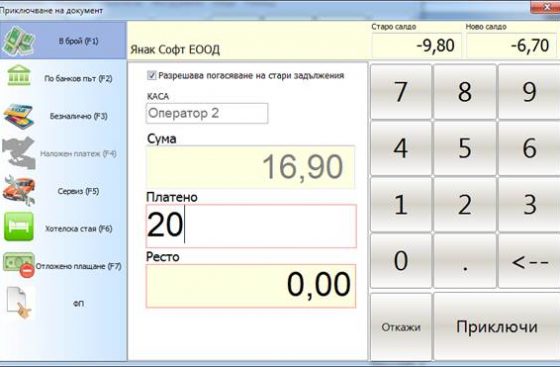 Приключване на документ
В брой (F1)
По банков път (F2)
Безналично (F3)
Наложен платеж (F4)
Сервиз (F5)
Хотелска стая (F6)
Отложено плащане (F7)
ФП
Янак Софт ЕООД
Старо салдо
-9,80
Ново салдо
-6,70
Разрешава погасяване на стари задължения
КАСА
Оператор 2
Сума
16,90
Платено
20
Ресто
0,00
7 8 9
4 5 6
1 2 3
0 . <--
Откажи Приключи